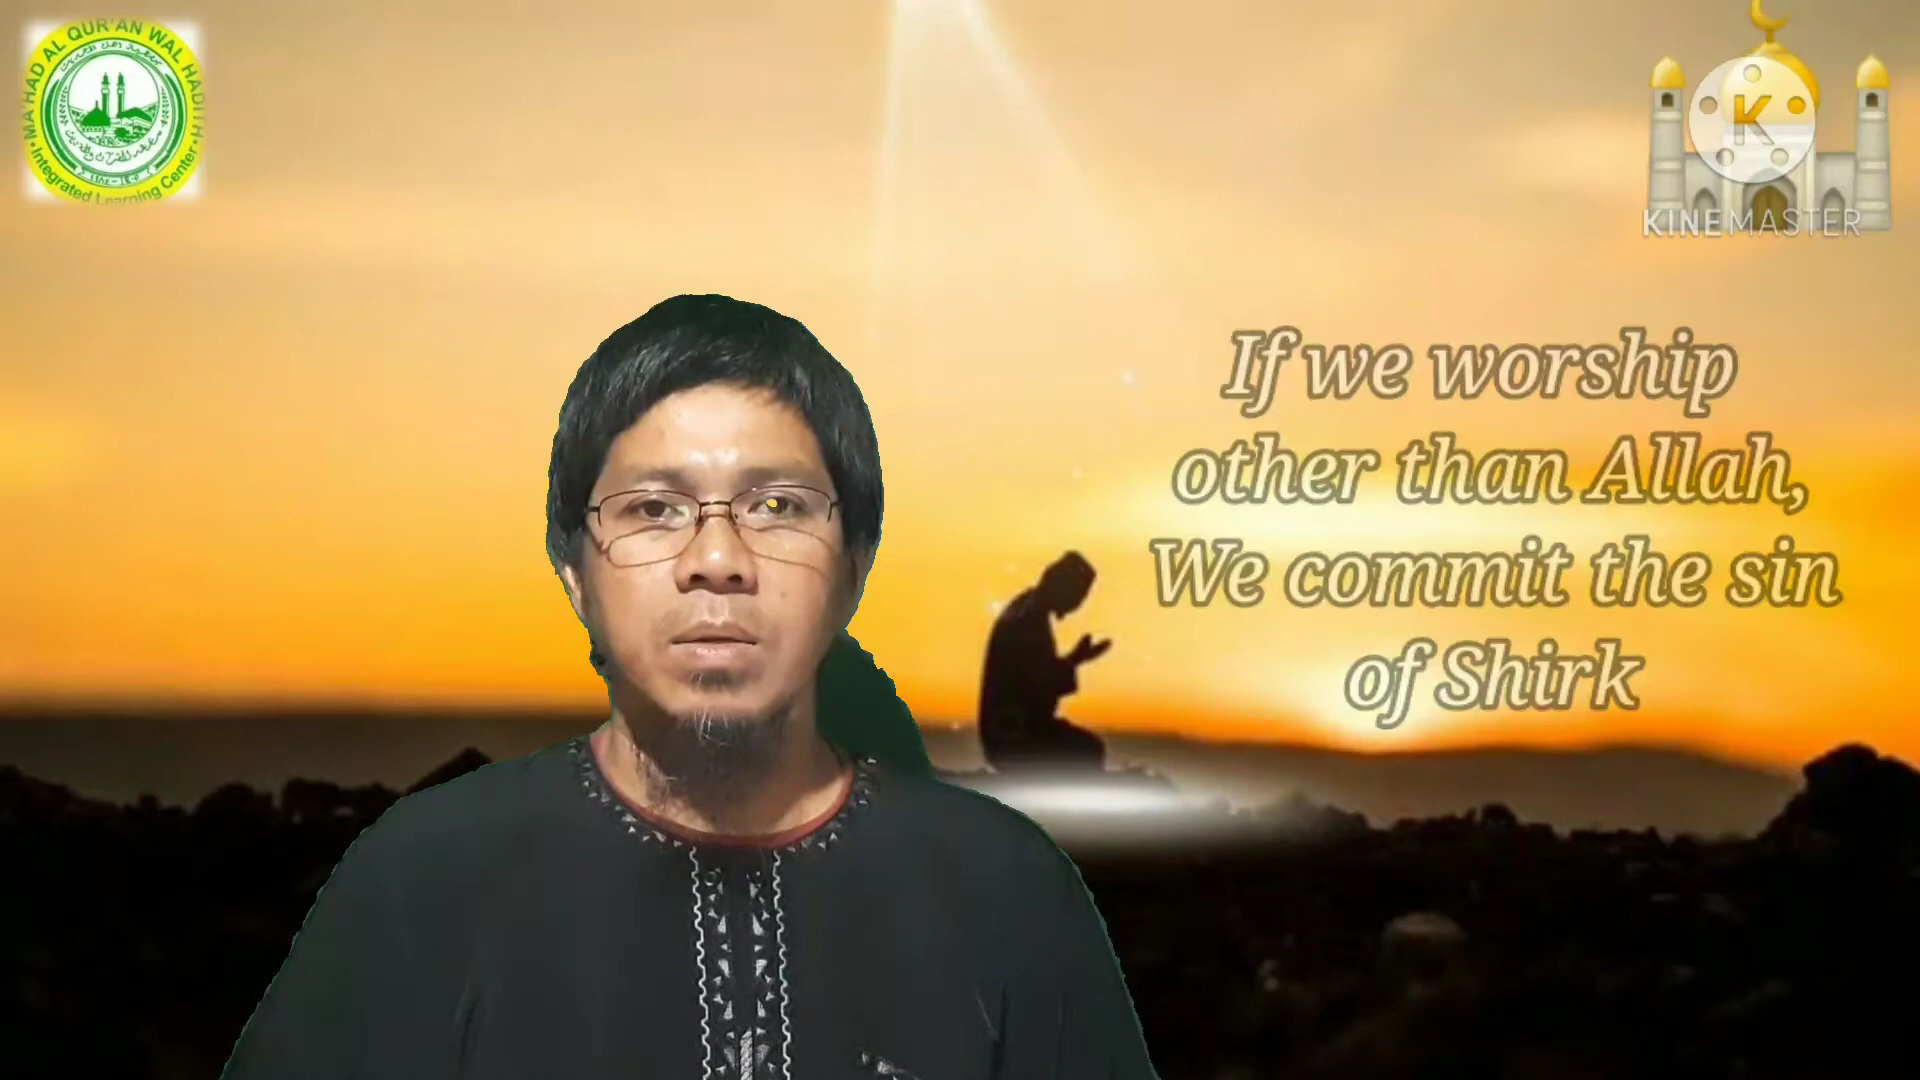 MA'HAD AL QUR'AN WAL HADITH
Integrated Learning Center
K
KINEMASTER
If we worship
other than Allah,
We commit the sin
of Shirk